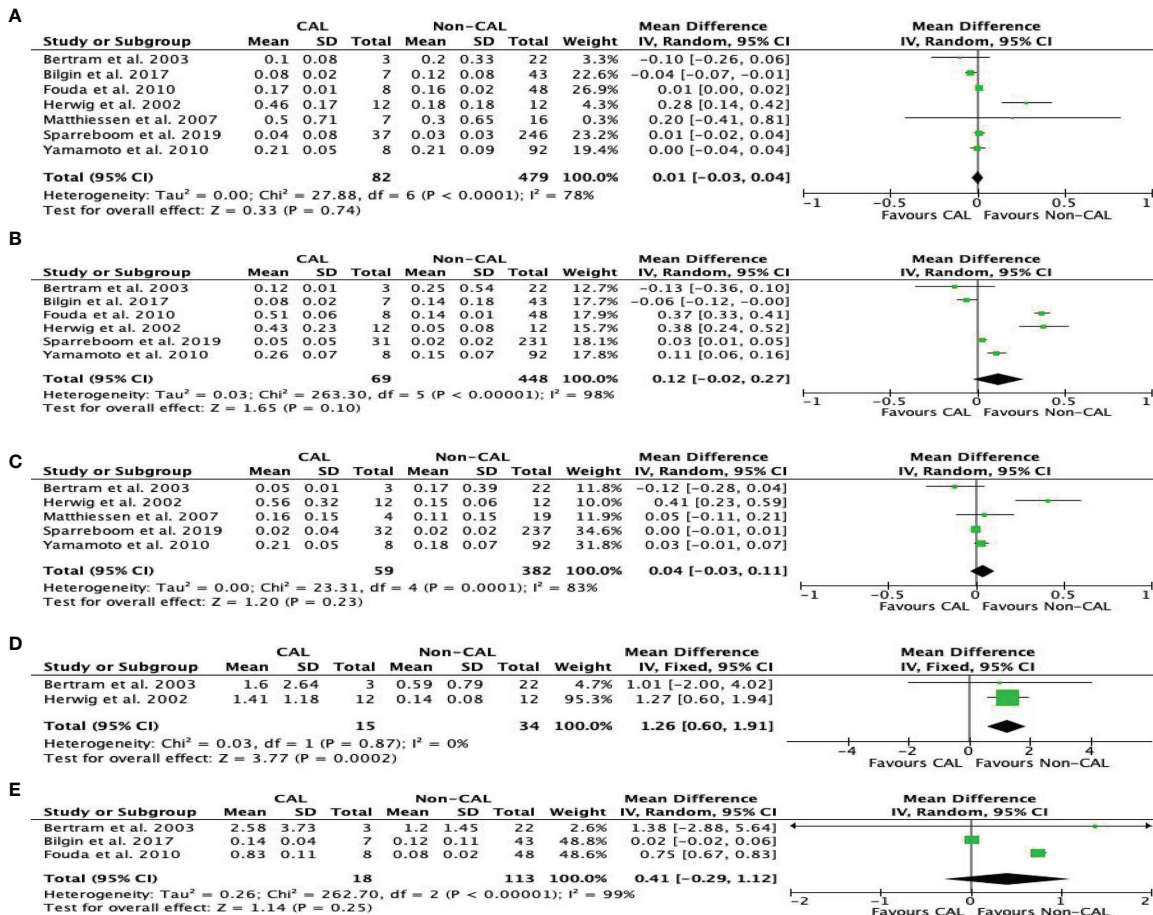 A
CAL Non-CAL Mean Difference Mean Difference
Study or Subgroup Mean SD Total Mean SD Total Weight IV, Random, 95% CI IV, Random, 95% CI
Bertram et al. 2003 0.1 0.08 3 0.2 0.33 22 3.3% -0.10 [-0.26, 0.06]
Bilgin et al. 2017 0.08 0.02 7 0.12 0.08 43 22.6% -0.04 [-0.07, -0.01]
Fouda et al. 2010 0.17 0.01 8 0.16 0.02 48 26.9% 0.01 [0.00, 0.02]
Herwig et al. 2002 0.46 0.17 12 0.18 0.18 12 4.3% 0.28 [0.14, 0.42]
Matthiessen et al. 2007 0.5 0.71 7 0.3 0.65 16 0.3% 0.20 [-0.41, 0.81]
Sparreboom et al. 2019 0.04 0.08 37 0.03 0.03 246 23.2% 0.01 [-0.02, 0.04]
Yamamoto et al. 2010 0.21 0.05 8 0.21 0.09 92 19.4% 0.00 [-0.04, 0.04]
Total (95% CI) 82 479 100.0% 0.01 [-0.03, 0.04]
Heterogeneity: Tau² = 0.00; Chi² = 27.88, df = 6 (P < 0.0001); I² = 78%
Test for overall effect: Z = 0.33 (P = 0.74)
-1 -0.5 0 0.5 1
Favours CAL Favours Non-CAL
B
CAL Non-CAL Mean Difference Mean Difference
Study or Subgroup Mean SD Total Mean SD Total Weight IV, Random, 95% CI IV, Random, 95% CI
Bertram et al. 2003 0.12 0.01 3 0.25 0.54 22 12.7% -0.13 [-0.36, 0.10]
Bilgin et al. 2017 0.08 0.02 7 0.14 0.18 43 17.7% -0.06 [-0.12, -0.00]
Fouda et al. 2010 0.51 0.06 8 0.14 0.01 48 17.9% 0.37 [0.33, 0.41]
Herwig et al. 2002 0.43 0.23 12 0.05 0.08 12 15.7% 0.38 [0.24, 0.52]
Sparreboom et al. 2019 0.05 0.05 31 0.02 0.02 231 18.1% 0.03 [0.01, 0.05]
Yamamoto et al. 2010 0.26 0.07 8 0.15 0.07 92 17.8% 0.11 [0.06, 0.16]
Total (95% CI) 69 448 100.0% 0.12 [-0.02, 0.27]
Heterogeneity: Tau² = 0.03; Chi² = 263.30, df = 5 (P < 0.00001); I² = 98%
Test for overall effect: Z = 1.65 (P = 0.10)
-1 -0.5 0 0.5 1
Favours CAL Favours Non-CAL
C
CAL Non-CAL Mean Difference Mean Difference
Study or Subgroup Mean SD Total Mean SD Total Weight IV, Random, 95% CI IV, Random, 95% CI
Bertram et al. 2003 0.05 0.01 3 0.17 0.39 22 11.8% -0.12 [-0.28, 0.04]
Herwig et al. 2002 0.56 0.32 12 0.15 0.06 12 10.0% 0.41 [0.23, 0.59]
Matthiessen et al. 2007 0.16 0.15 4 0.11 0.15 19 11.9% 0.05 [-0.11, 0.21]
Sparreboom et al. 2019 0.02 0.04 32 0.02 0.02 237 34.6% 0.00 [-0.01, 0.01]
Yamamoto et al. 2010 0.21 0.05 8 0.18 0.07 92 31.8% 0.03 [-0.01, 0.07]
Total (95% CI) 59 382 100.0% 0.04 [-0.03, 0.11]
Heterogeneity: Tau² = 0.00; Chi² = 23.31, df = 4 (P = 0.0001); I² = 83%
Test for overall effect: Z = 1.20 (P = 0.23)
-1 -0.5 0 0.5 1
Favours CAL Favours Non-CAL
D
CAL Non-CAL Mean Difference Mean Difference
Study or Subgroup Mean SD Total Mean SD Total Weight IV, Fixed, 95% CI IV, Fixed, 95% CI
Bertram et al. 2003 1.6 2.64 3 0.59 0.79 22 4.7% 1.01 [-2.00, 4.02]
Herwig et al. 2002 1.41 1.18 12 0.14 0.08 12 95.3% 1.27 [0.60, 1.94]
Total (95% CI) 15 34 100.0% 1.26 [0.60, 1.91]
Heterogeneity: Chi² = 0.03, df = 1 (P = 0.87); I² = 0%
Test for overall effect: Z = 3.77 (P = 0.0002)
-4 -2 0 2 4
Favours CAL Favours Non-CAL
E
CAL Non-CAL Mean Difference Mean Difference
Study or Subgroup Mean SD Total Mean SD Total Weight IV, Random, 95% CI IV, Random, 95% CI
Bertram et al. 2003 2.58 3.73 3 1.2 1.45 22 2.6% 1.38 [-2.88, 5.64]
Bilgin et al. 2017 0.14 0.04 7 0.12 0.11 43 48.8% 0.02 [-0.02, 0.06]
Fouda et al. 2010 0.83 0.11 8 0.08 0.02 48 48.6% 0.75 [0.67, 0.83]
Total (95% CI) 18 113 100.0% 0.41 [-0.29, 1.12]
Heterogeneity: Tau² = 0.26; Chi² = 262.70, df = 2 (P < 0.00001); I² = 99%
Test for overall effect: Z = 1.14 (P = 0.25)
-2 -1 0 1 2
Favours CAL Favours Non-CAL